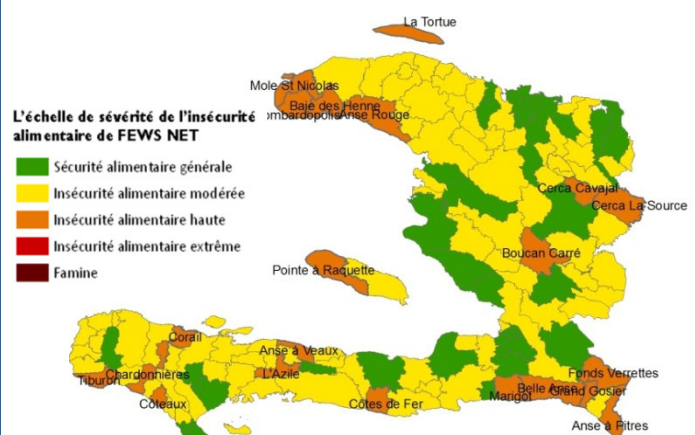 La Tortue
Mole St Nicolas
Baie des Henne
ombardopolis
Anse Rouge
L'échelle de sévérité de l'insécurité
alimentaire de FEWS NET
Sécurité alimentaire générale
Insécurité alimentaire modérée
Insécurité alimentaire haute
Insécurité alimentaire extrême
Famine
Cerca Cavajal
Cerca La Source
Boucan Carré
Pointe à Raquette
Corail
Anse à Veaux
Chardonnières
Tiburon
L'Azile
Côteaux
Côtes de Fer
Fonds Verrettes
Belle Anse
Grand Gosier
Marigot
Anse à Pitres